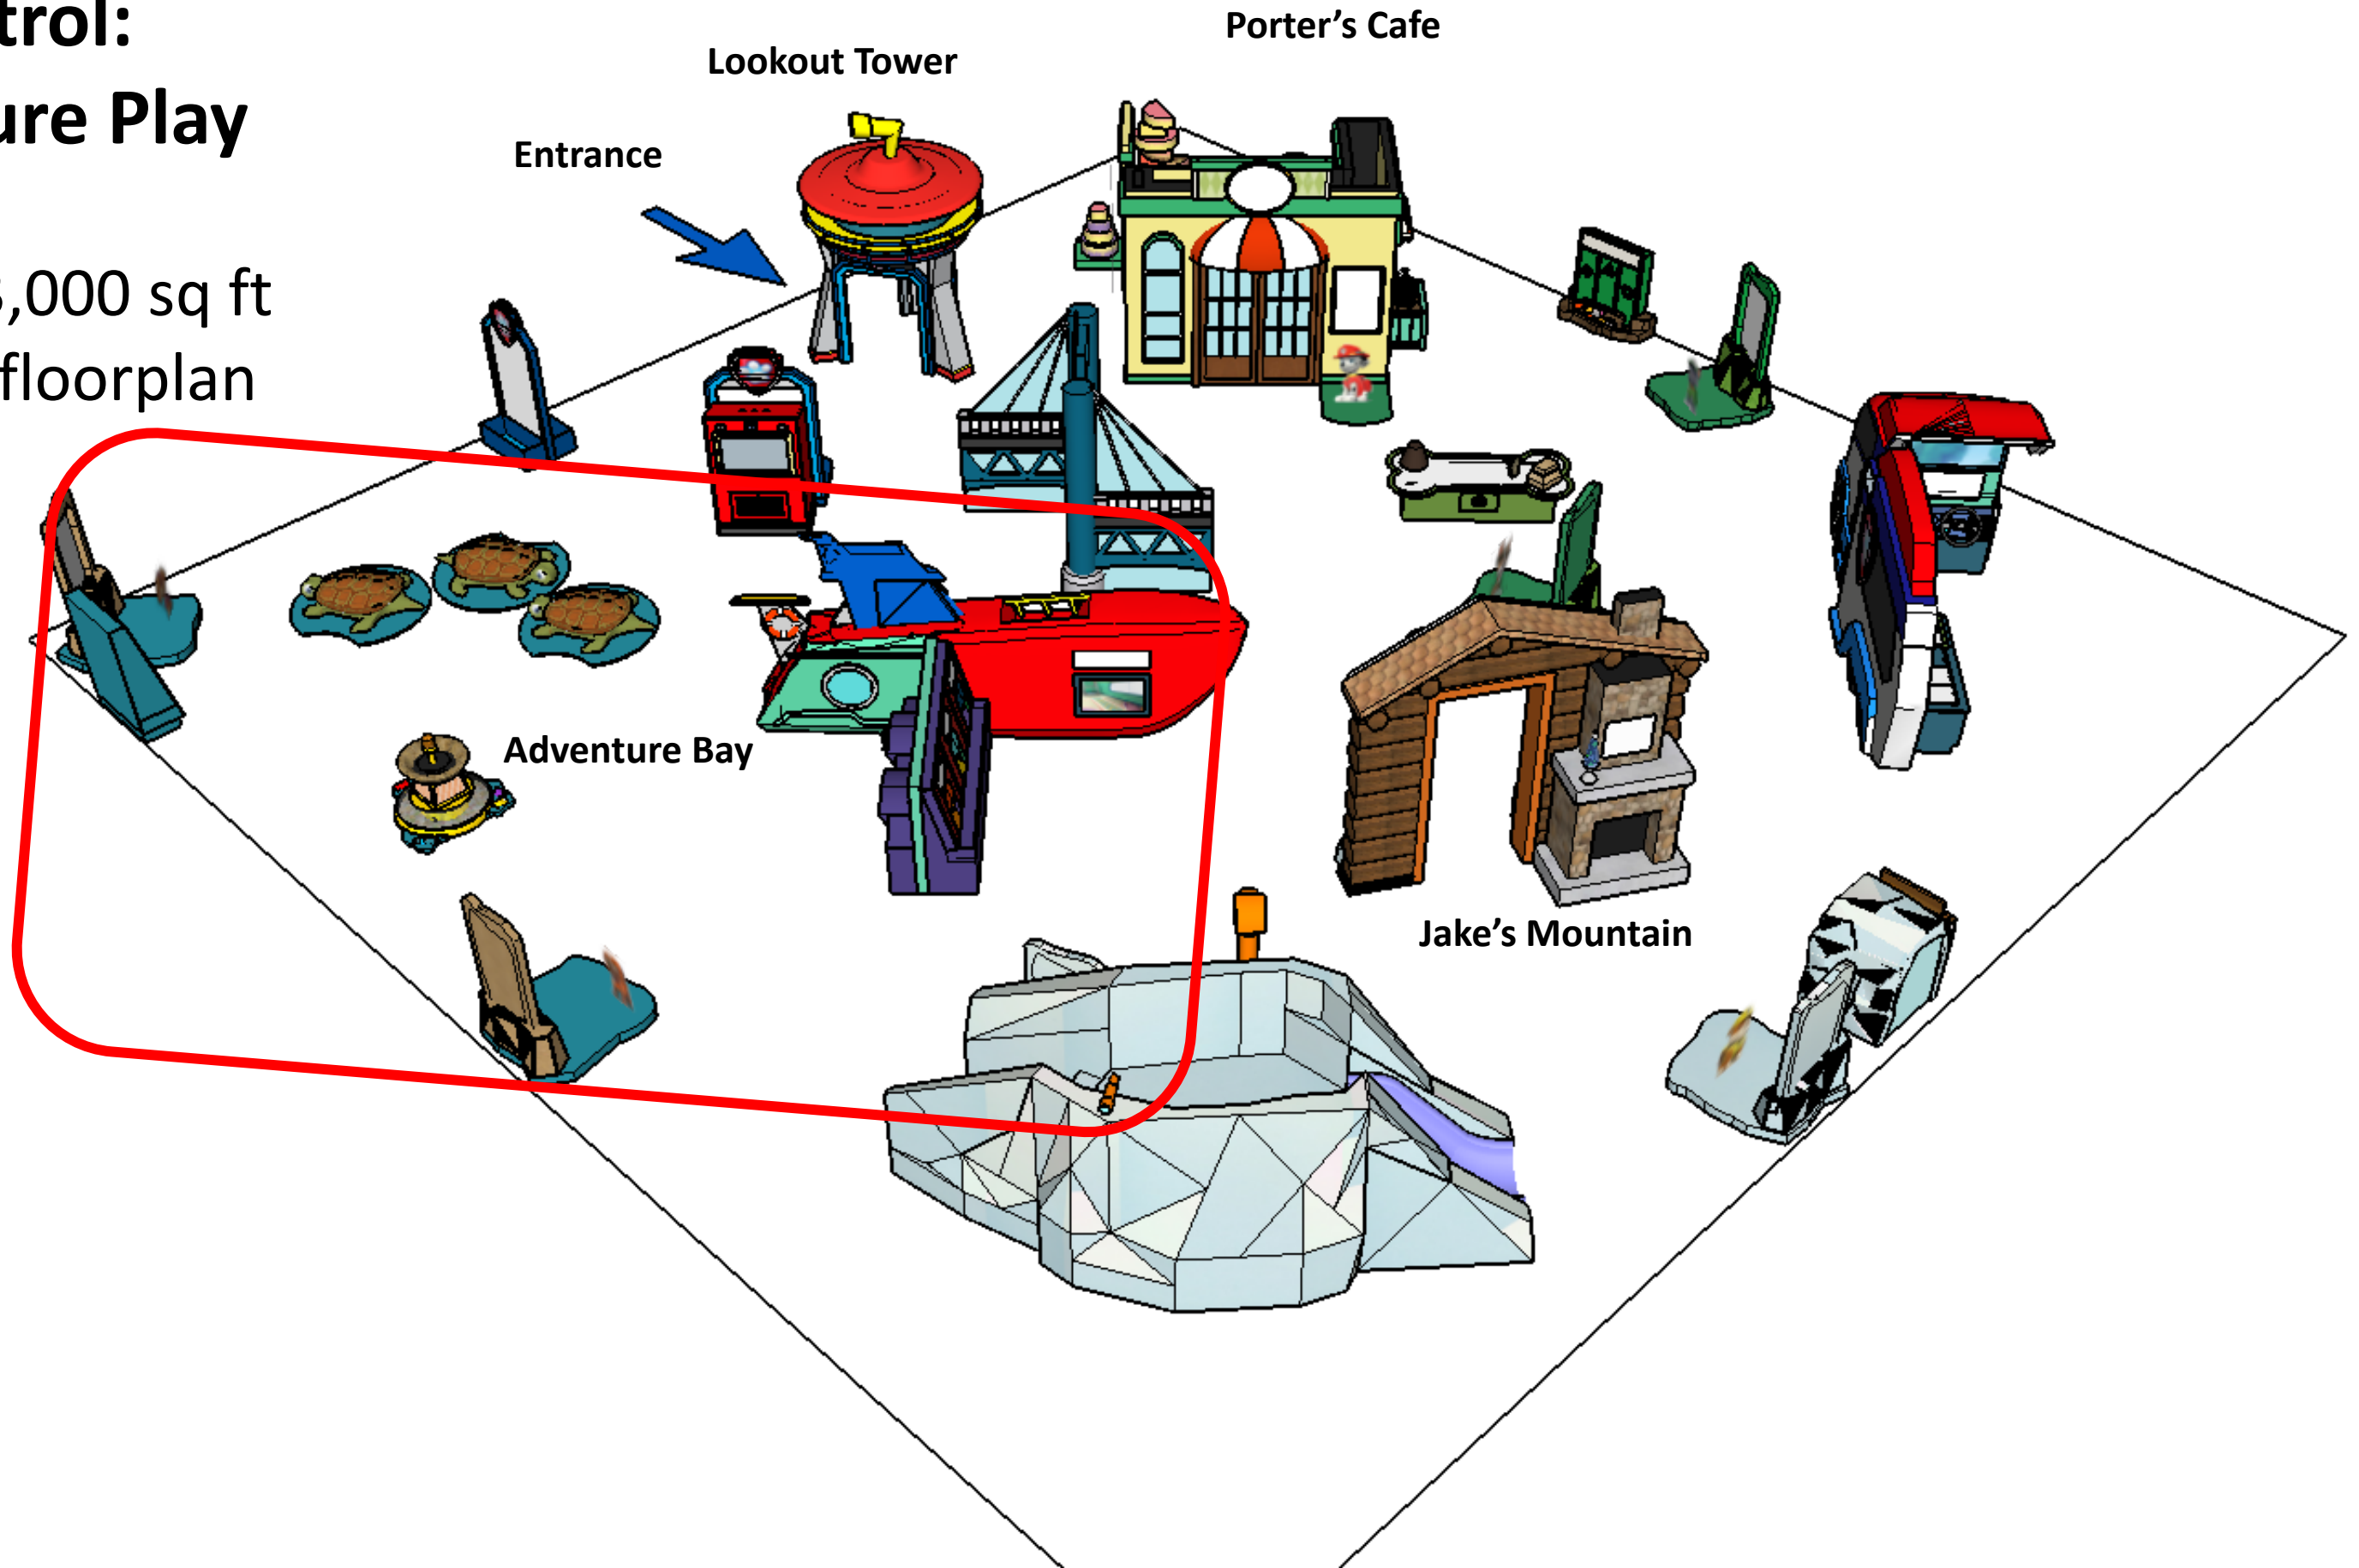 trol:
ure Play
,000 sq ft
floorplan
Porter’s Cafe
Lookout Tower
Entrance
Adventure Bay
Jake’s Mountain